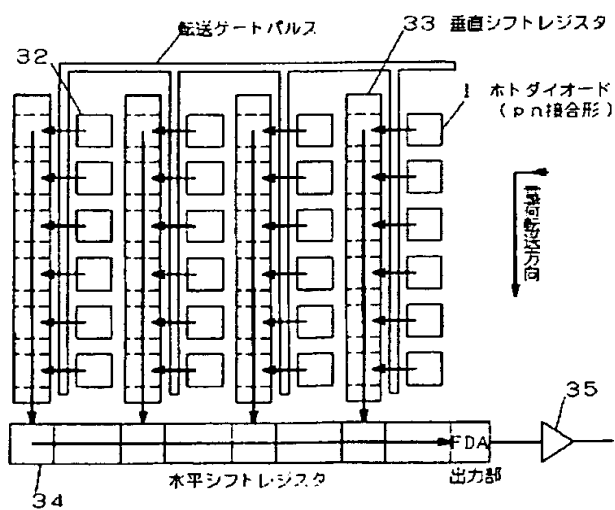 転送ゲートパルス
32
33 垂直シフトレジスタ
1 ホトダイオード
(pn接合形)
電荷転送方向
35
FDA
34
水平シフトレジスタ
出力部